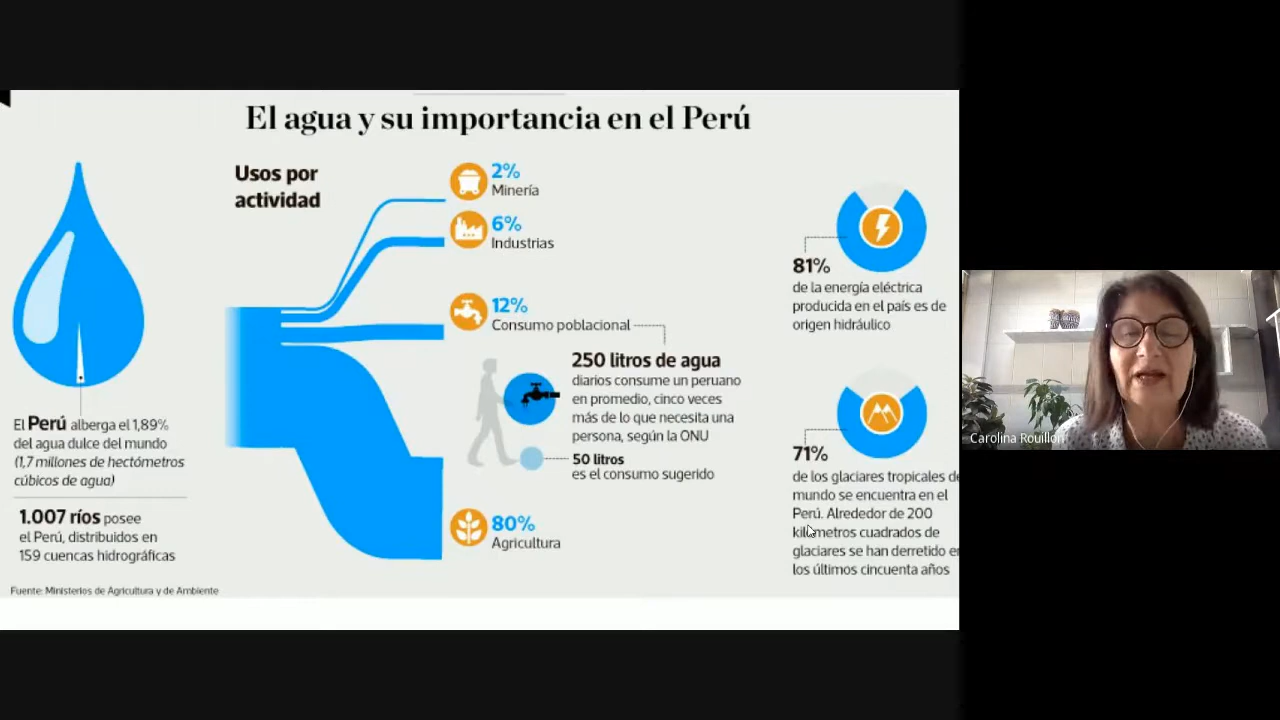 El agua y su importancia en el Perú
El Perú alberga el 1,89%
del agua dulce del mundo
(1,7 millones de hectómetros
cúbicos de agua)
1.007 ríos posee
el Perú, distribuidos en
159 cuencas hidrográficas
Fuente: Ministerios de Agricultura y de Ambiente
Usos por
actividad
2%
Minería
6%
Industrias
12%
Consumo poblacional
250 litros de agua
diarios consume un peruano
en promedio, cinco veces
más de lo que necesita una
persona, según la ONU
50 litros
es el consumo sugerido
80%
Agricultura
81%
de la energía eléctrica
producida en el país es de
origen hidráulico
71%
de los glaciares tropicales de
mundo se encuentra en el
Perú. Alrededor de 200
kilómetros cuadrados de
glaciares se han derretido en
los últimos cincuenta años
Carolina Rouillon